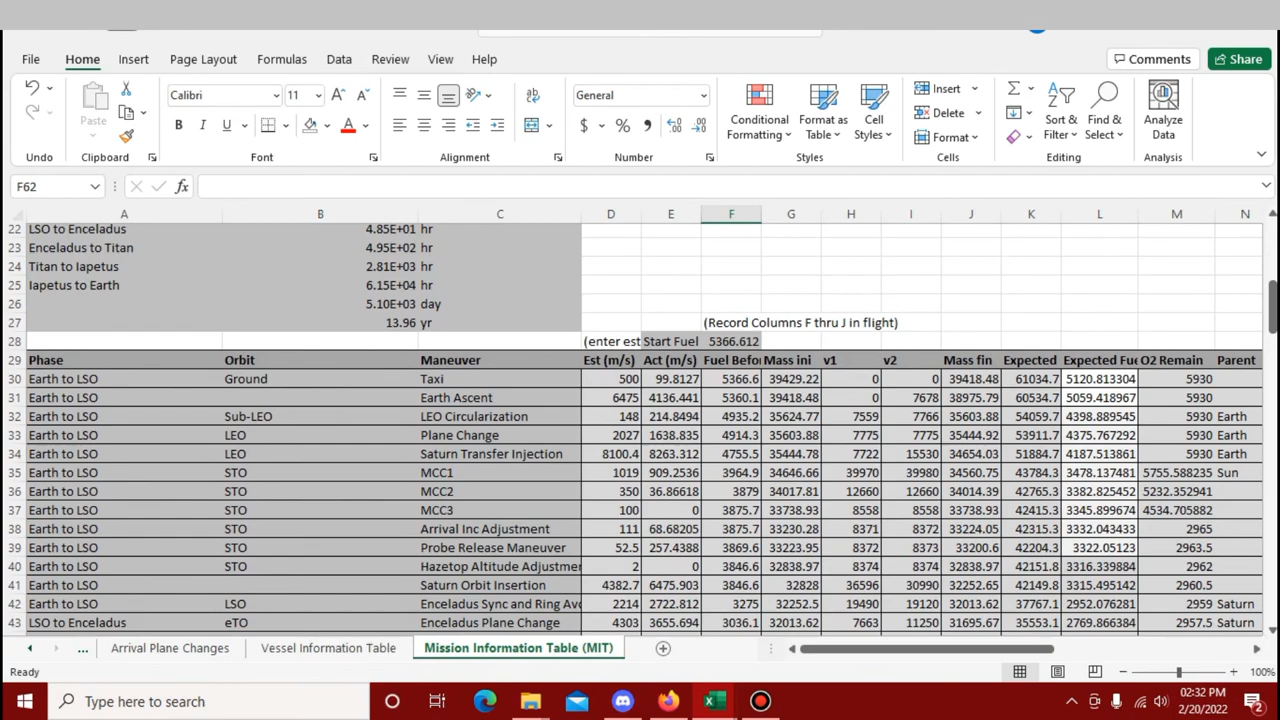 File Home Insert Page Layout Formulas Data Review View Help Comments Share
Calibri 11 General Insert
Paste Conditional Formatting Format as Table Cell Styles Delete Sort & Filter Find & Select Analyze Data
B I U A $ % Format
Undo Clipboard Font Alignment Number Styles Cells Editing Analysis
F62 fx
A B C D E F G H I J K L M N
22 LSO to Enceladus 4.85E+01 hr
23 Enceladus to Titan 4.95E+02 hr
24 Titan to Iapetus 2.81E+03 hr
25 Iapetus to Earth 6.15E+04 hr
26 5.10E+03 day
27 13.96 yr (Record Columns F thru J in flight)
28 (enter est Start Fuel 5366.612
29 Phase Orbit Maneuver Est (m/s) Act (m/s) Fuel Befor Mass ini v1 v2 Mass fin Expected Expected Fue O2 Remain Parent
30 Earth to LSO Ground Taxi 500 99.8127 5366.6 39429.22 0 0 39418.48 61034.7 5120.813304 5930
31 Earth to LSO Earth Ascent 6475 4136.441 5360.1 39418.48 0 7678 38975.79 60534.7 5059.418967 5930
32 Earth to LSO Sub-LEO LEO Circularization 148 214.8494 4935.2 35624.77 7559 7766 35603.88 54059.7 4398.889545 5930 Earth
33 Earth to LSO LEO Plane Change 2027 1638.835 4914.3 35603.88 7775 7775 35444.92 53911.7 4375.767292 5930 Earth
34 Earth to LSO LEO Saturn Transfer Injection 8100.4 8263.312 4755.5 35444.78 7722 15530 34654.03 51884.7 4187.513861 5930 Earth
35 Earth to LSO STO MCC1 1019 909.2536 3964.9 34646.66 39970 39980 34560.75 43784.3 3478.137481 5755.588235 Sun
36 Earth to LSO STO MCC2 350 36.86618 3879 34017.81 12660 12660 34014.39 42765.3 3382.825452 5232.352941
37 Earth to LSO STO MCC3 100 0 3875.7 33738.93 8558 8558 33738.93 42415.3 3345.899674 4534.705882
38 Earth to LSO STO Arrival Inc Adjustment 111 68.68205 3875.7 33230.28 8371 8372 33224.05 42315.3 3332.043433 2965
39 Earth to LSO STO Probe Release Maneuver 52.5 257.4388 3869.6 33223.95 8372 8373 33200.6 42204.3 3322.05123 2963.5
40 Earth to LSO STO Hazetop Altitude Adjustmer 2 0 3846.6 32838.97 8374 8374 32838.97 42151.8 3316.339884 2962
41 Earth to LSO Saturn Orbit Insertion 4382.7 6475.903 3846.6 32828 36596 30990 32252.65 42149.8 3315.495142 2960.5
42 Earth to LSO LSO Enceladus Sync and Ring Avo 2214 2722.812 3275 32252.5 19490 19120 32013.62 37767.1 2952.076281 2959 Saturn
43 LSO to Enceladus eTO Enceladus Plane Change 4303 3655.694 3036.1 32013.62 7663 11250 31695.67 35553.1 2769.866384 2957.5 Saturn
... Arrival Plane Changes Vessel Information Table Mission Information Table (MIT)
Ready 100%
Type here to search 02:32 PM
2/20/2022 2